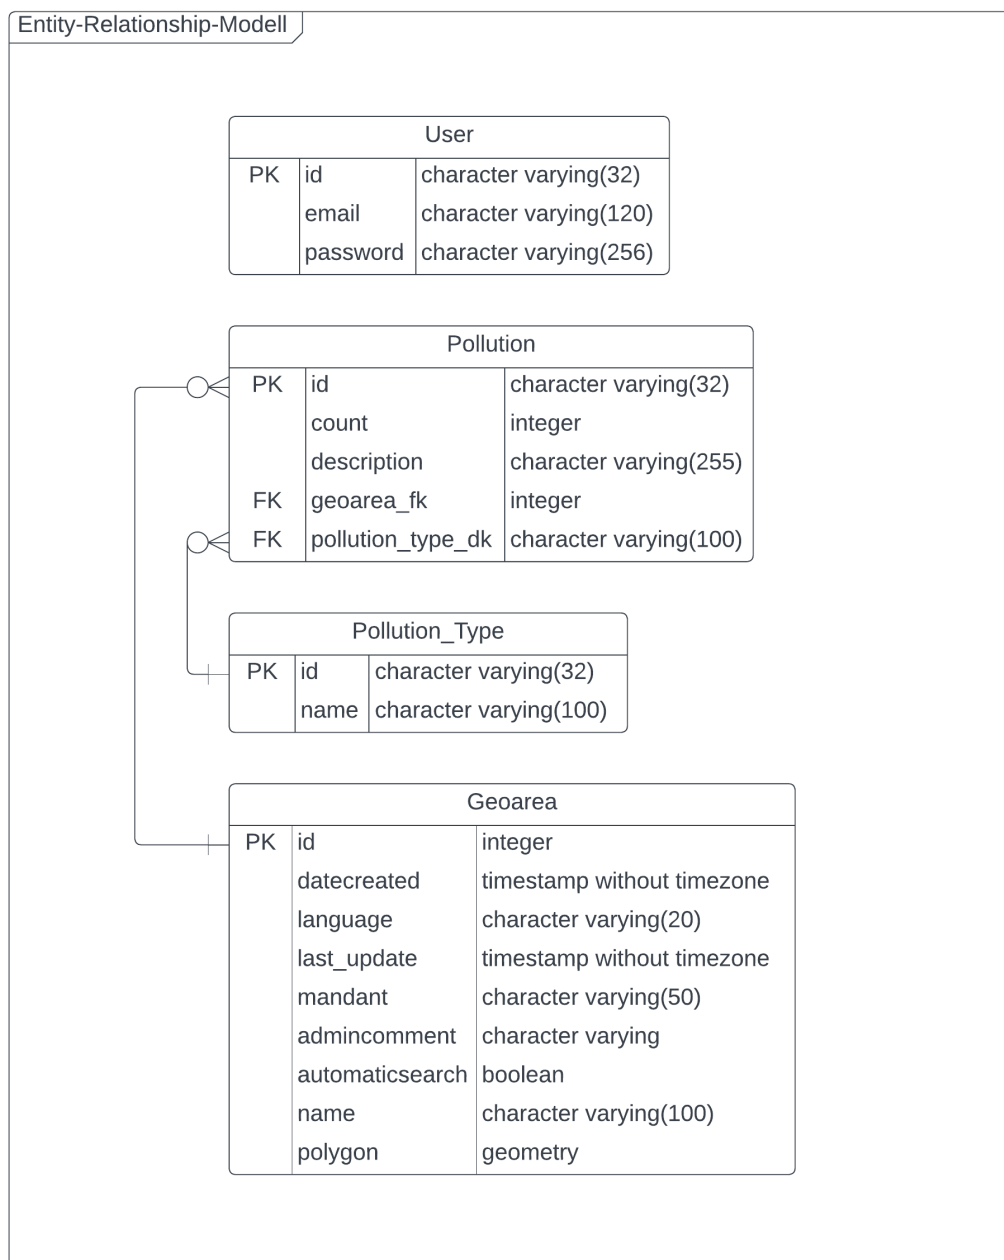 Entity-Relationship-Modell
User
PK id character varying(32)
email character varying(120)
password character varying(256)
Pollution
PK id character varying(32)
count integer
description character varying(255)
FK geoarea_fk integer
FK pollution_type_dk character varying(100)
Pollution_Type
PK id character varying(32)
name character varying(100)
Geoarea
PK id integer
datecreated timestamp without timezone
language character varying(20)
last_update timestamp without timezone
mandant character varying(50)
admincomment character varying
automaticsearch boolean
name character varying(100)
polygon geometry